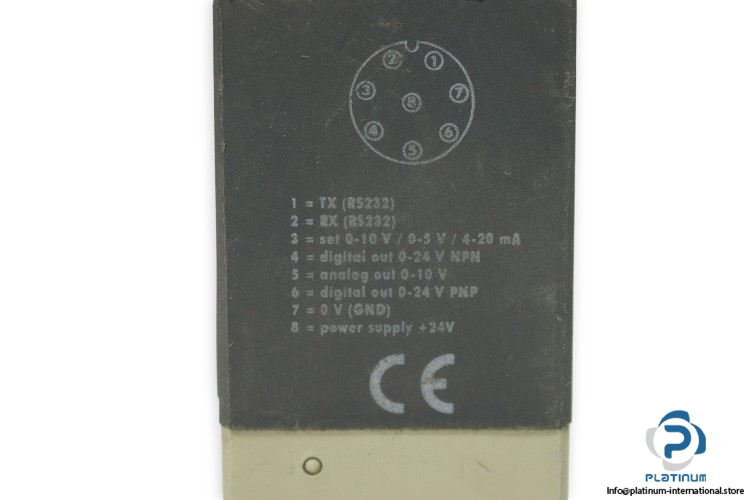 2 1
3 8 7
4 6
5
1 = TX (RS232)
2 = RX (RS232)
3 = set 0-10 V / 0-5 V / 4-20 mA
4 = digital out 0-24 V NPN
5 = analog out 0-10 V
6 = digital out 0-24 V PNP
7 = 0 V (GND)
8 = power supply +24V
CE
PLATINUM
Info@platinum-international.store